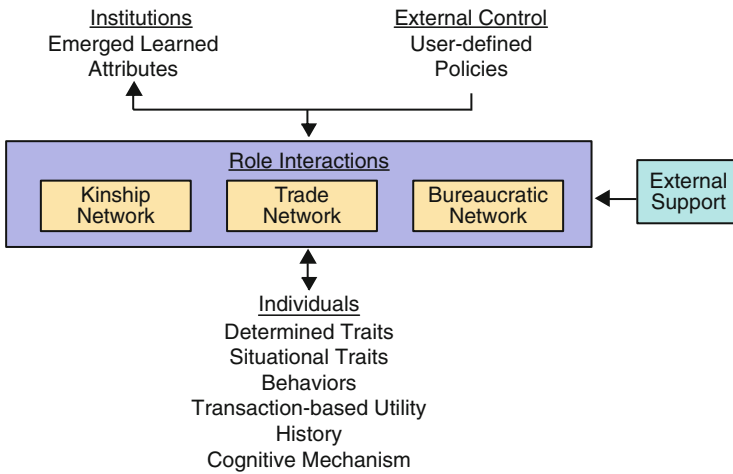 Institutions
Emerged Learned
Attributes
External Control
User-defined
Policies
Role Interactions
Kinship
Network
Trade
Network
Bureaucratic
Network
External
Support
Individuals
Determined Traits
Situational Traits
Behaviors
Transaction-based Utility
History
Cognitive Mechanism